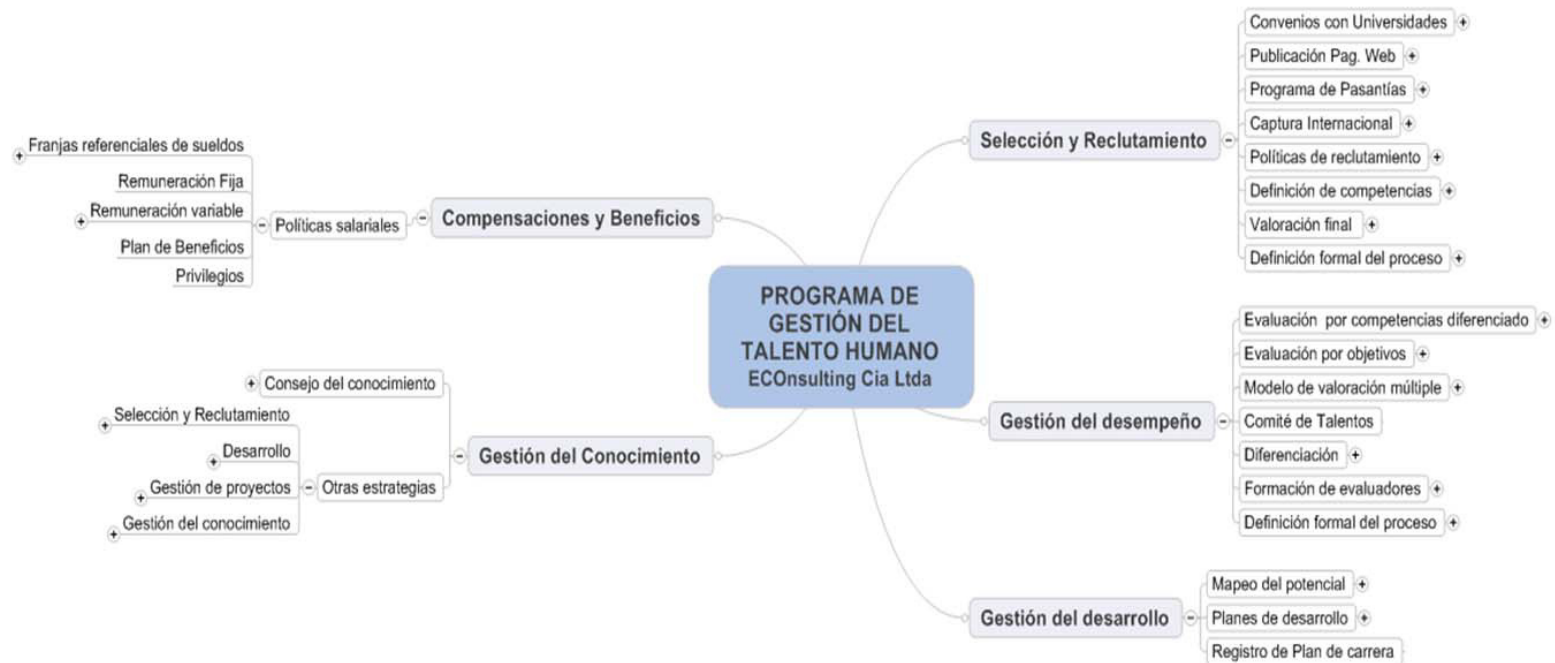 PROGRAMA DE
GESTIÓN DEL
TALENTO HUMANO
ECOnsulting Cia Ltda
Selección y Reclutamiento
Convenios con Universidades
Publicación Pag. Web
Programa de Pasantías
Captura Internacional
Políticas de reclutamiento
Definición de competencias
Valoración final
Definición formal del proceso
Gestión del desempeño
Evaluación por competencias diferenciado
Evaluación por objetivos
Modelo de valoración múltiple
Comité de Talentos
Diferenciación
Formación de evaluadores
Definición formal del proceso
Gestión del desarrollo
Mapeo del potencial
Planes de desarrollo
Registro de Plan de carrera
Compensaciones y Beneficios
Políticas salariales
Franjas referenciales de sueldos
Remuneración Fija
Remuneración variable
Plan de Beneficios
Privilegios
Gestión del Conocimiento
Consejo del conocimiento
Otras estrategias
Selección y Reclutamiento
Desarrollo
Gestión de proyectos
Gestión del conocimiento